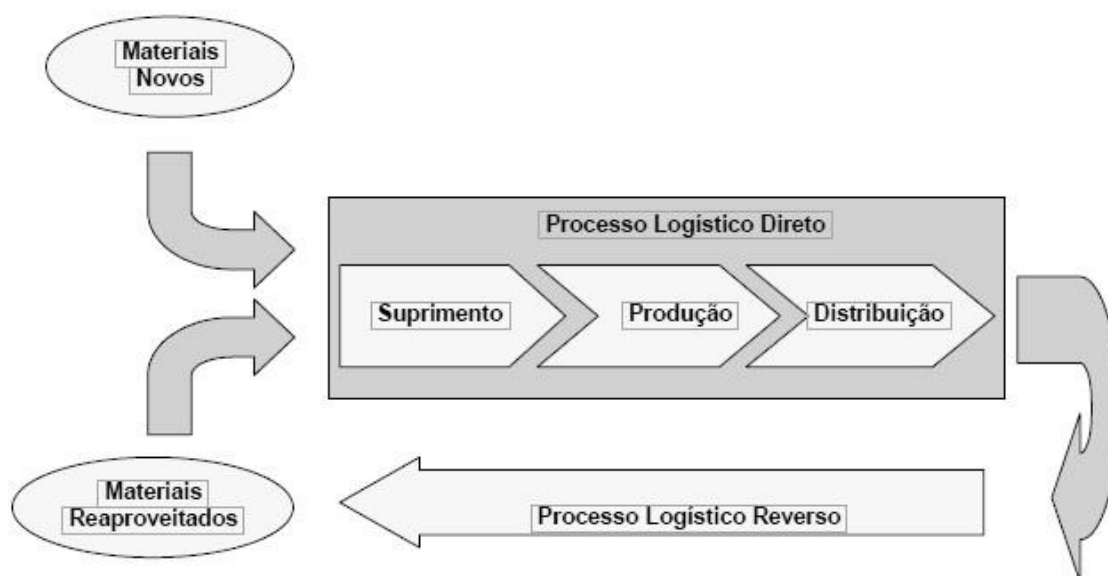 Materiais
Novos
Processo Logístico Direto
Suprimento
Produção
Distribuição
Materiais
Reaproveitados
Processo Logístico Reverso